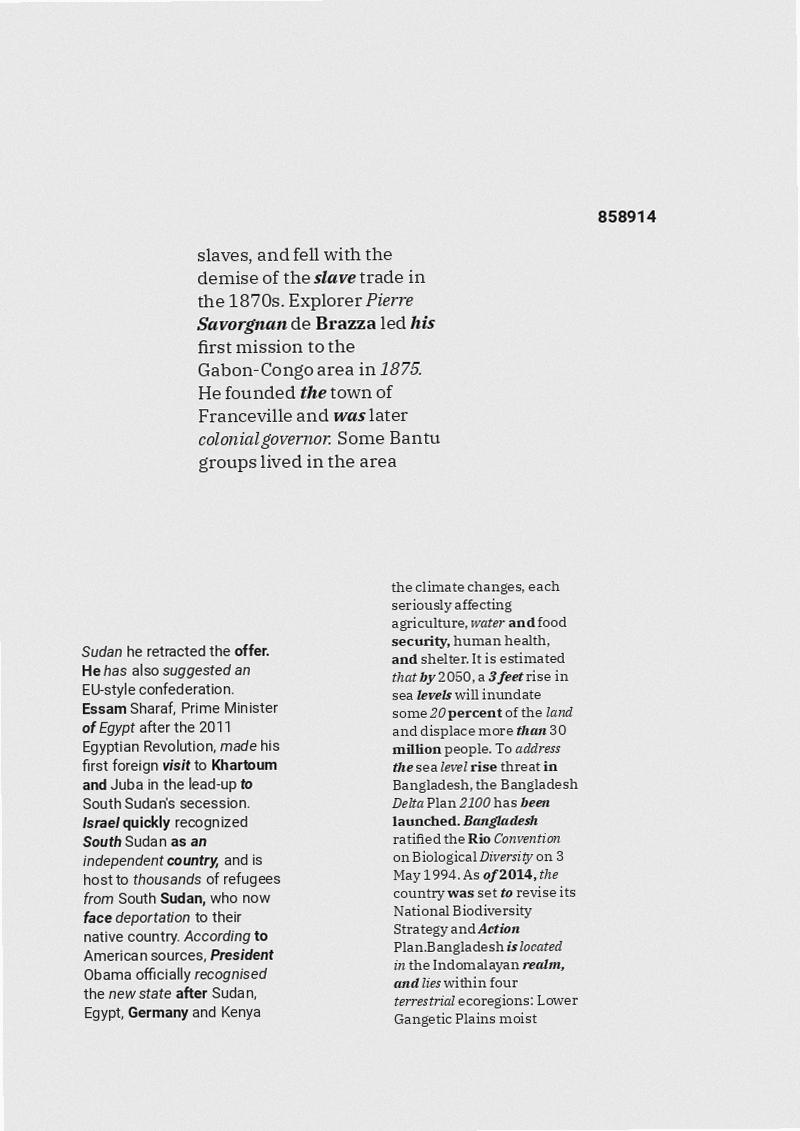 858914
slaves, and fell with the
demise of the slave trade in
the 1870s. Explorer Pierre
Savorgnan de Brazza led his
first mission to the
Gabon-Congo area in 1875.
He founded the town of
Franceville and was later
colonial governor. Some Bantu
groups lived in the area
Sudan he retracted the offer.
He has also suggested an
EU-style confederation.
Essam Sharaf, Prime Minister
of Egypt after the 2011
Egyptian Revolution, made his
first foreign visit to Khartoum
and Juba in the lead-up to
South Sudan's secession.
Israel quickly recognized
South Sudan as an
independent country, and is
host to thousands of refugees
from South Sudan, who now
face deportation to their
native country. According to
American sources, President
Obama officially recognised
the new state after Sudan,
Egypt, Germany and Kenya
the climate changes, each
seriously affecting
agriculture, water and food
security, human health,
and shelter. It is estimated
that by 2050, a 3 feet rise in
sea levels will inundate
some 20 percent of the land
and displace more than 30
million people. To address
the sea level rise threat in
Bangladesh, the Bangladesh
Delta Plan 2100 has been
launched. Bangladesh
ratified the Rio Convention
on Biological Diversity on 3
May 1994. As of 2014, the
country was set to revise its
National Biodiversity
Strategy and Action
Plan.Bangladesh is located
in the Indomalayan realm,
and lies within four
terrestrial ecoregions: Lower
Gangetic Plains moist